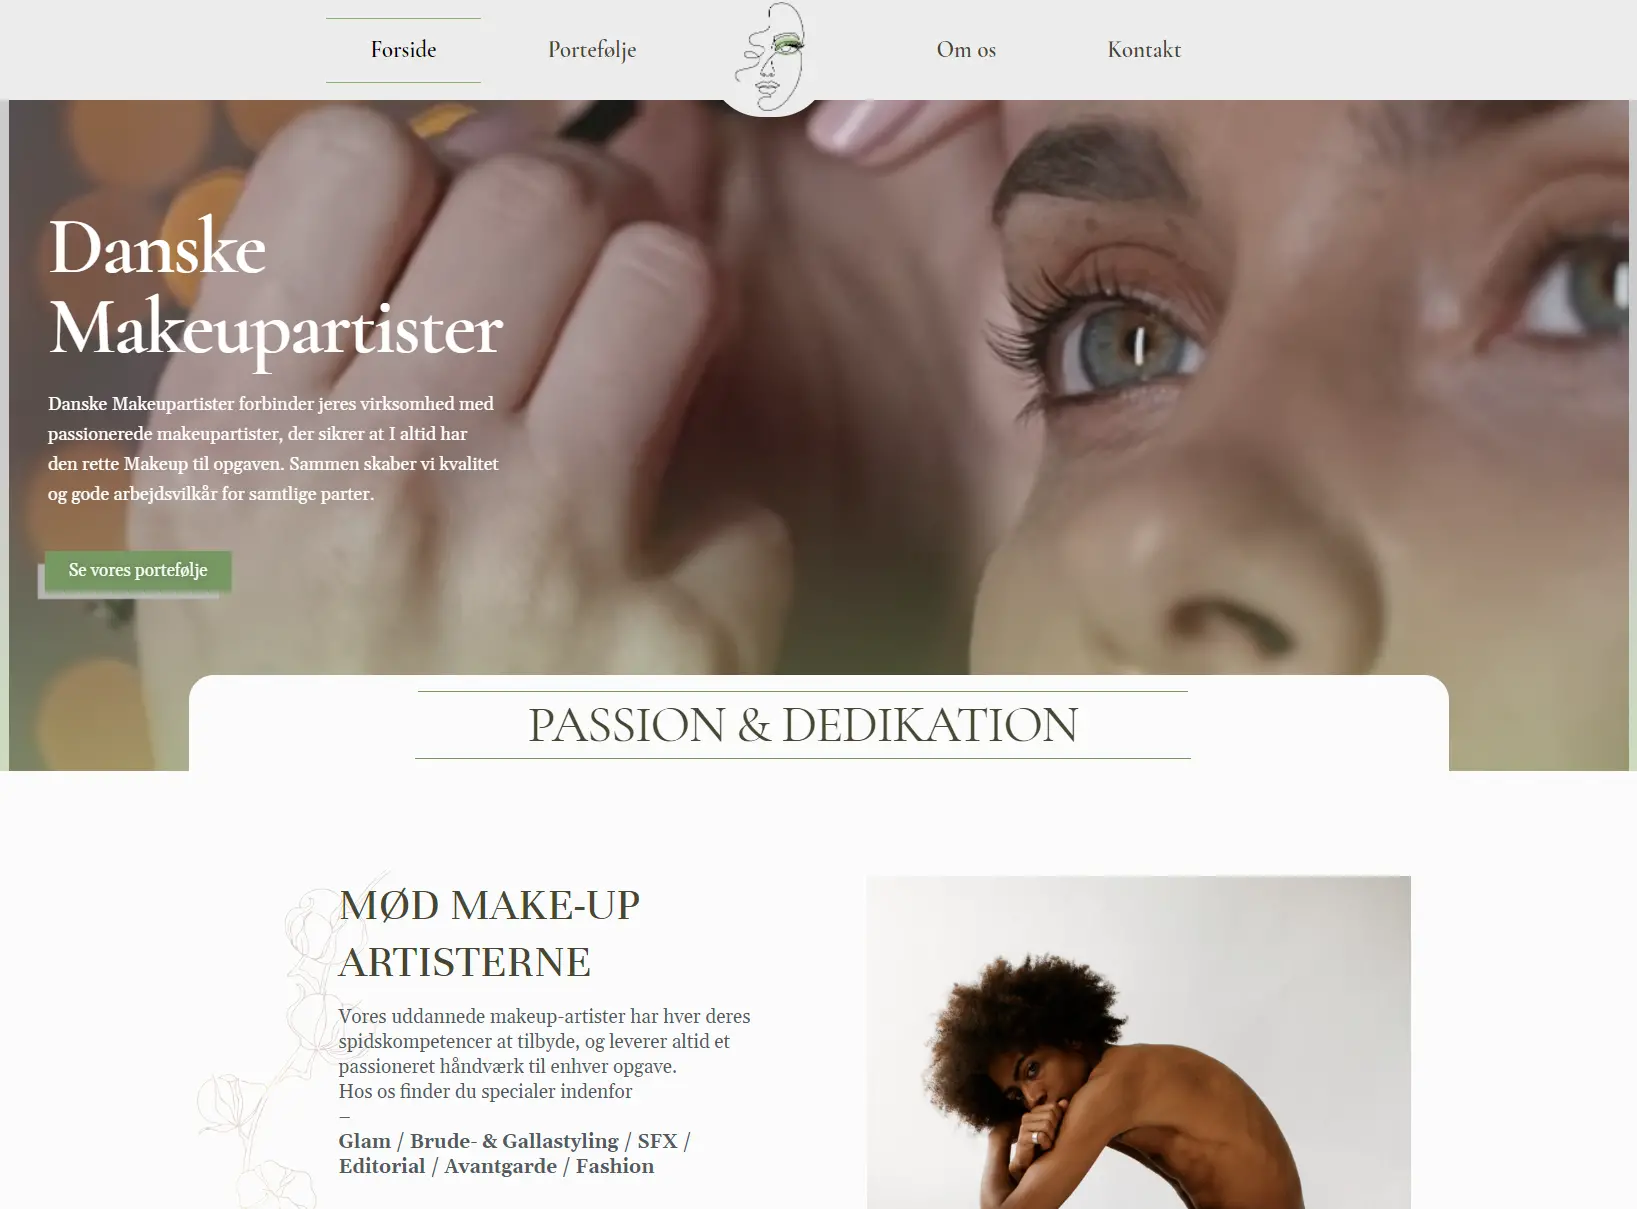 Forside
Portefølje
Om os
Kontakt
Danske
Makeupartister
Danske Makeupartister forbinder jeres virksomhed med
passionerede makeupartister, der sikrer at I altid har
den rette Makeup til opgaven. Sammen skaber vi kvalitet
og gode arbejdsvilkår for samtlige parter.
Se vores portefølje
PASSION & DEDIKATION
MØD MAKE-UP
ARTISTERNE
Vores uddannede makeup-artister har hver deres
spidskompetencer at tilbyde, og leverer altid et
passioneret håndværk til enhver opgave.
Hos os finder du specialer indenfor
–
Glam / Brude- & Gallastyling / SFX /
Editorial / Avantgarde / Fashion